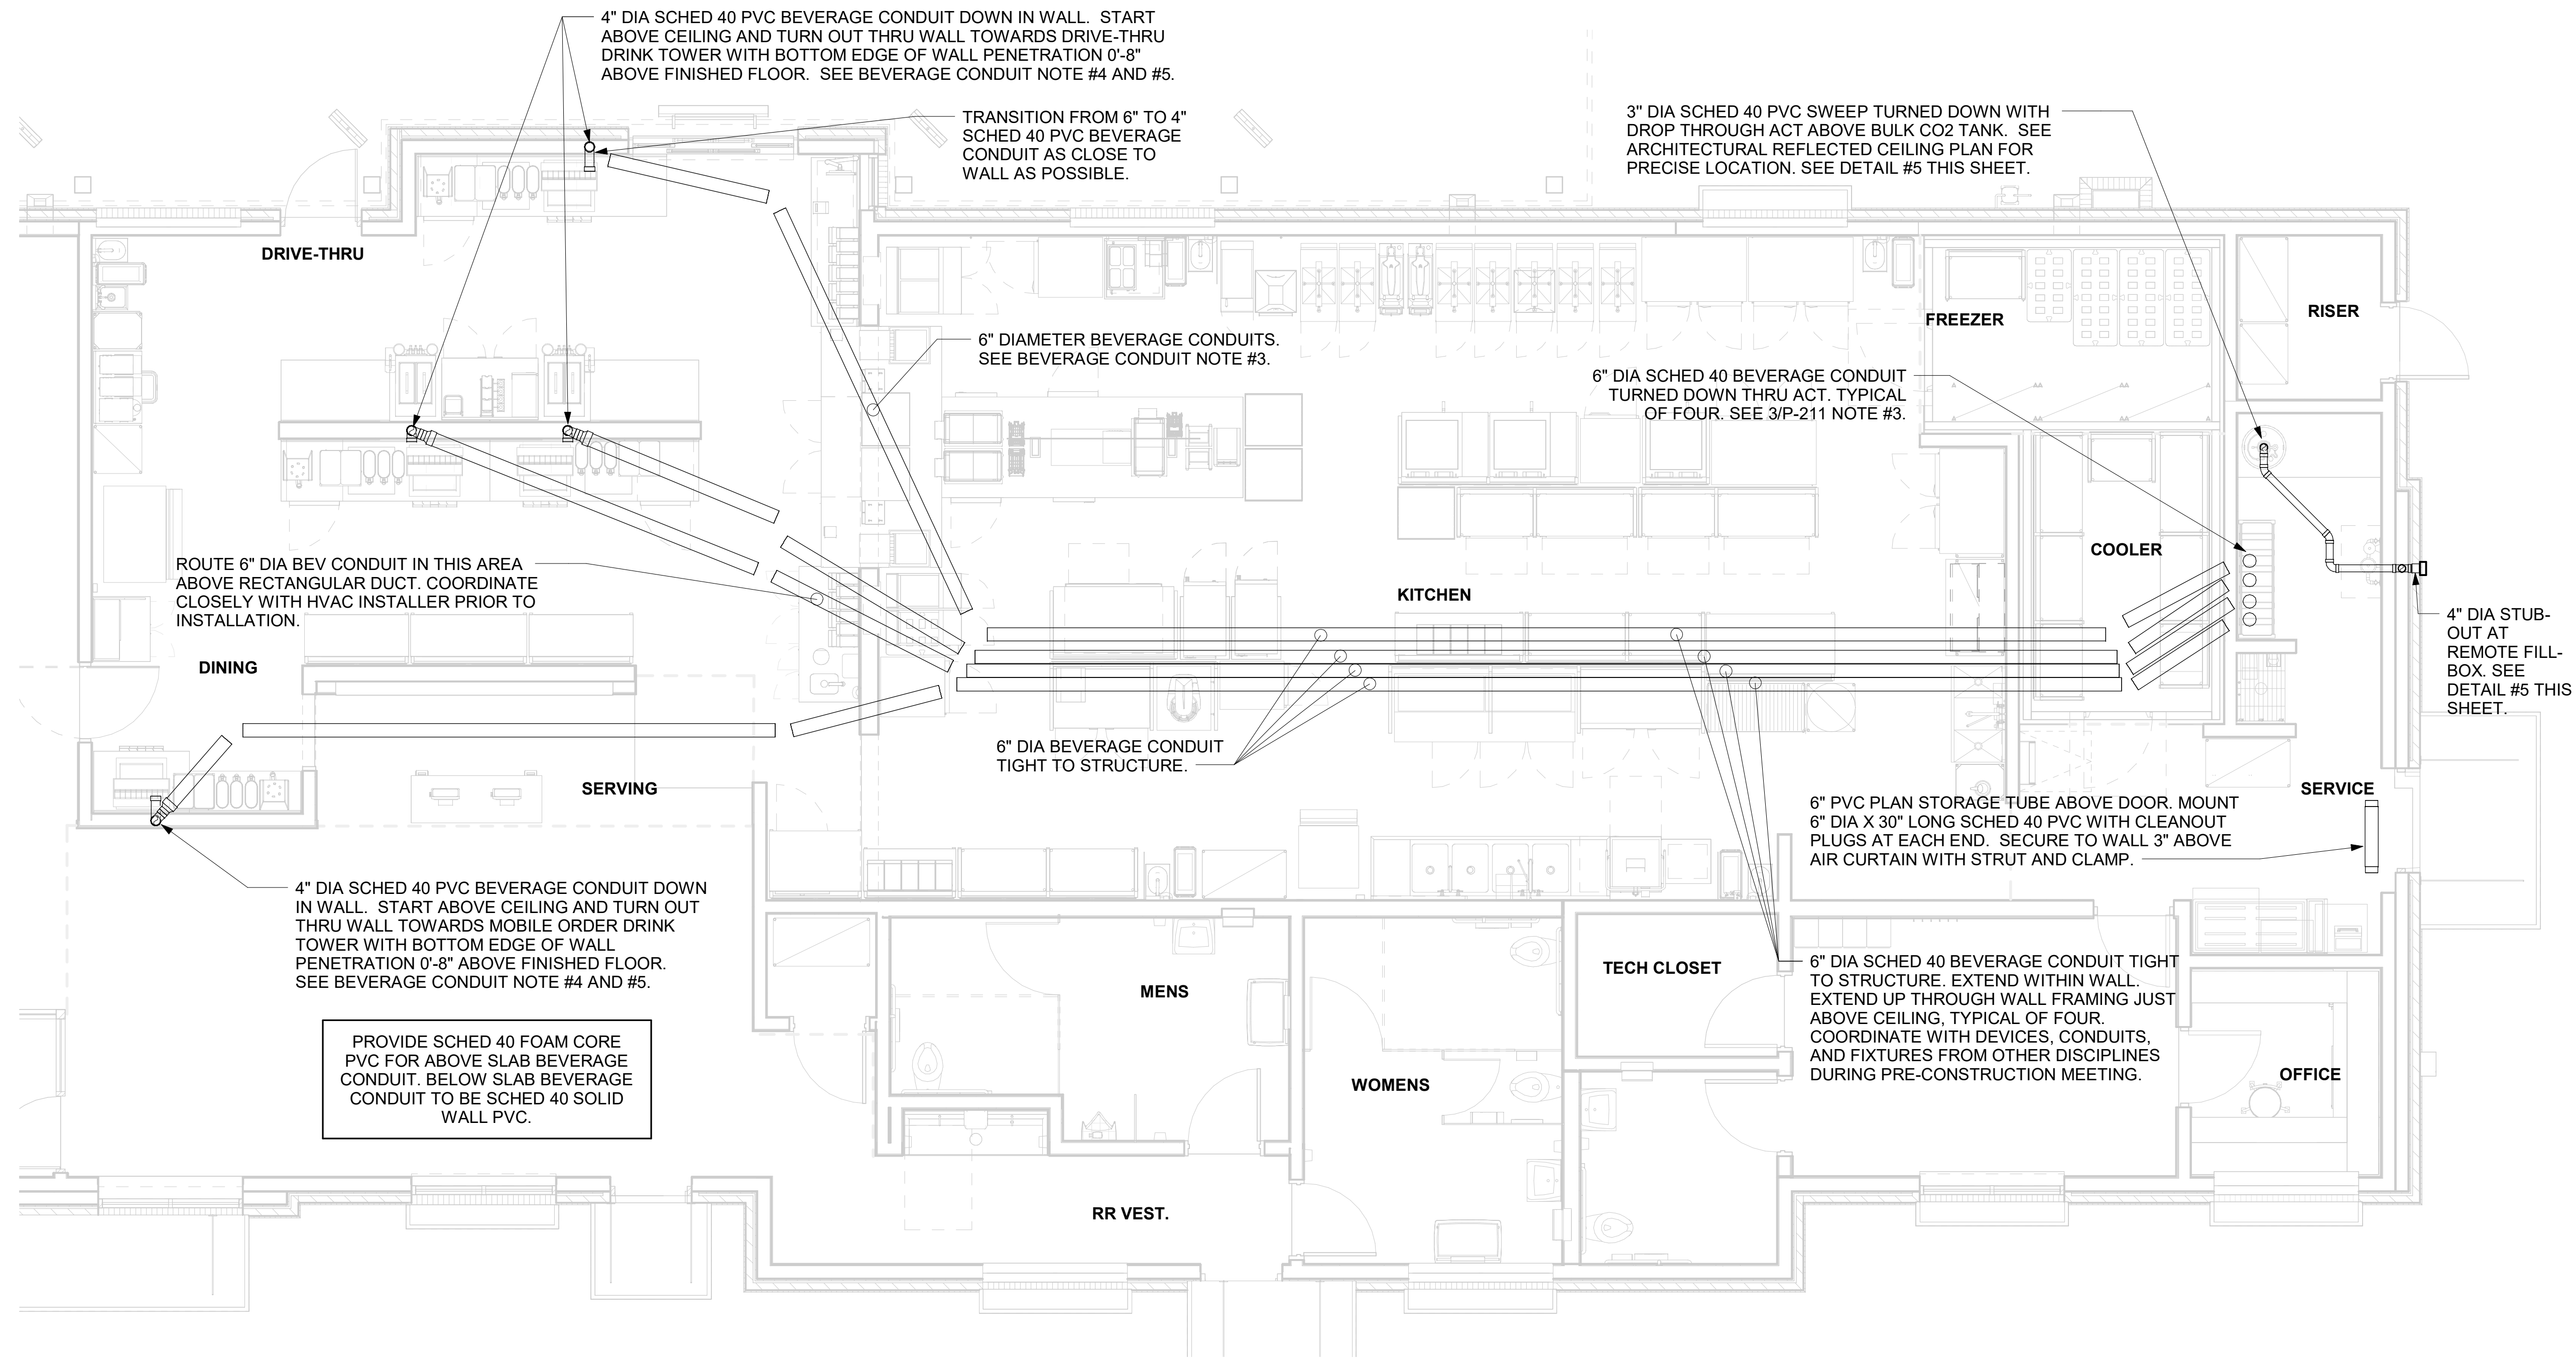 4" DIA SCHED 40 PVC BEVERAGE CONDUIT DOWN IN WALL. START
ABOVE CEILING AND TURN OUT THRU WALL TOWARDS DRIVE-THRU
DRINK TOWER WITH BOTTOM EDGE OF WALL PENETRATION 0'-8"
ABOVE FINISHED FLOOR. SEE BEVERAGE CONDUIT NOTE #4 AND #5.
TRANSITION FROM 6" TO 4"
SCHED 40 PVC BEVERAGE
CONDUIT AS CLOSE TO
WALL AS POSSIBLE.
3" DIA SCHED 40 PVC SWEEP TURNED DOWN WITH
DROP THROUGH ACT ABOVE BULK CO2 TANK. SEE
ARCHITECTURAL REFLECTED CEILING PLAN FOR
PRECISE LOCATION. SEE DETAIL #5 THIS SHEET.
DRIVE-THRU
RISER
FREEZER
6" DIAMETER BEVERAGE CONDUITS.
SEE BEVERAGE CONDUIT NOTE #3.
6" DIA SCHED 40 BEVERAGE CONDUIT
TURNED DOWN THRU ACT. TYPICAL
OF FOUR. SEE 3/P-211 NOTE #3.
COOLER
ROUTE 6" DIA BEV CONDUIT IN THIS AREA
ABOVE RECTANGULAR DUCT. COORDINATE
CLOSELY WITH HVAC INSTALLER PRIOR TO
INSTALLATION.
KITCHEN
4" DIA STUB-
OUT AT
REMOTE FILL-
BOX. SEE
DETAIL #5 THIS
SHEET.
DINING
6" DIA BEVERAGE CONDUIT
TIGHT TO STRUCTURE.
SERVING
SERVICE
6" PVC PLAN STORAGE TUBE ABOVE DOOR. MOUNT
6" DIA X 30" LONG SCHED 40 PVC WITH CLEANOUT
PLUGS AT EACH END. SECURE TO WALL 3" ABOVE
AIR CURTAIN WITH STRUT AND CLAMP.
4" DIA SCHED 40 PVC BEVERAGE CONDUIT DOWN
IN WALL. START ABOVE CEILING AND TURN OUT
THRU WALL TOWARDS MOBILE ORDER DRINK
TOWER WITH BOTTOM EDGE OF WALL
PENETRATION 0'-8" ABOVE FINISHED FLOOR.
SEE BEVERAGE CONDUIT NOTE #4 AND #5.
MENS
TECH CLOSET
6" DIA SCHED 40 BEVERAGE CONDUIT TIGHT
TO STRUCTURE. EXTEND WITHIN WALL.
EXTEND UP THROUGH WALL FRAMING JUST
ABOVE CEILING, TYPICAL OF FOUR.
COORDINATE WITH DEVICES, CONDUITS,
AND FIXTURES FROM OTHER DISCIPLINES
DURING PRE-CONSTRUCTION MEETING.
PROVIDE SCHED 40 FOAM CORE
PVC FOR ABOVE SLAB BEVERAGE
CONDUIT. BELOW SLAB BEVERAGE
CONDUIT TO BE SCHED 40 SOLID
WALL PVC.
WOMENS
OFFICE
RR VEST.